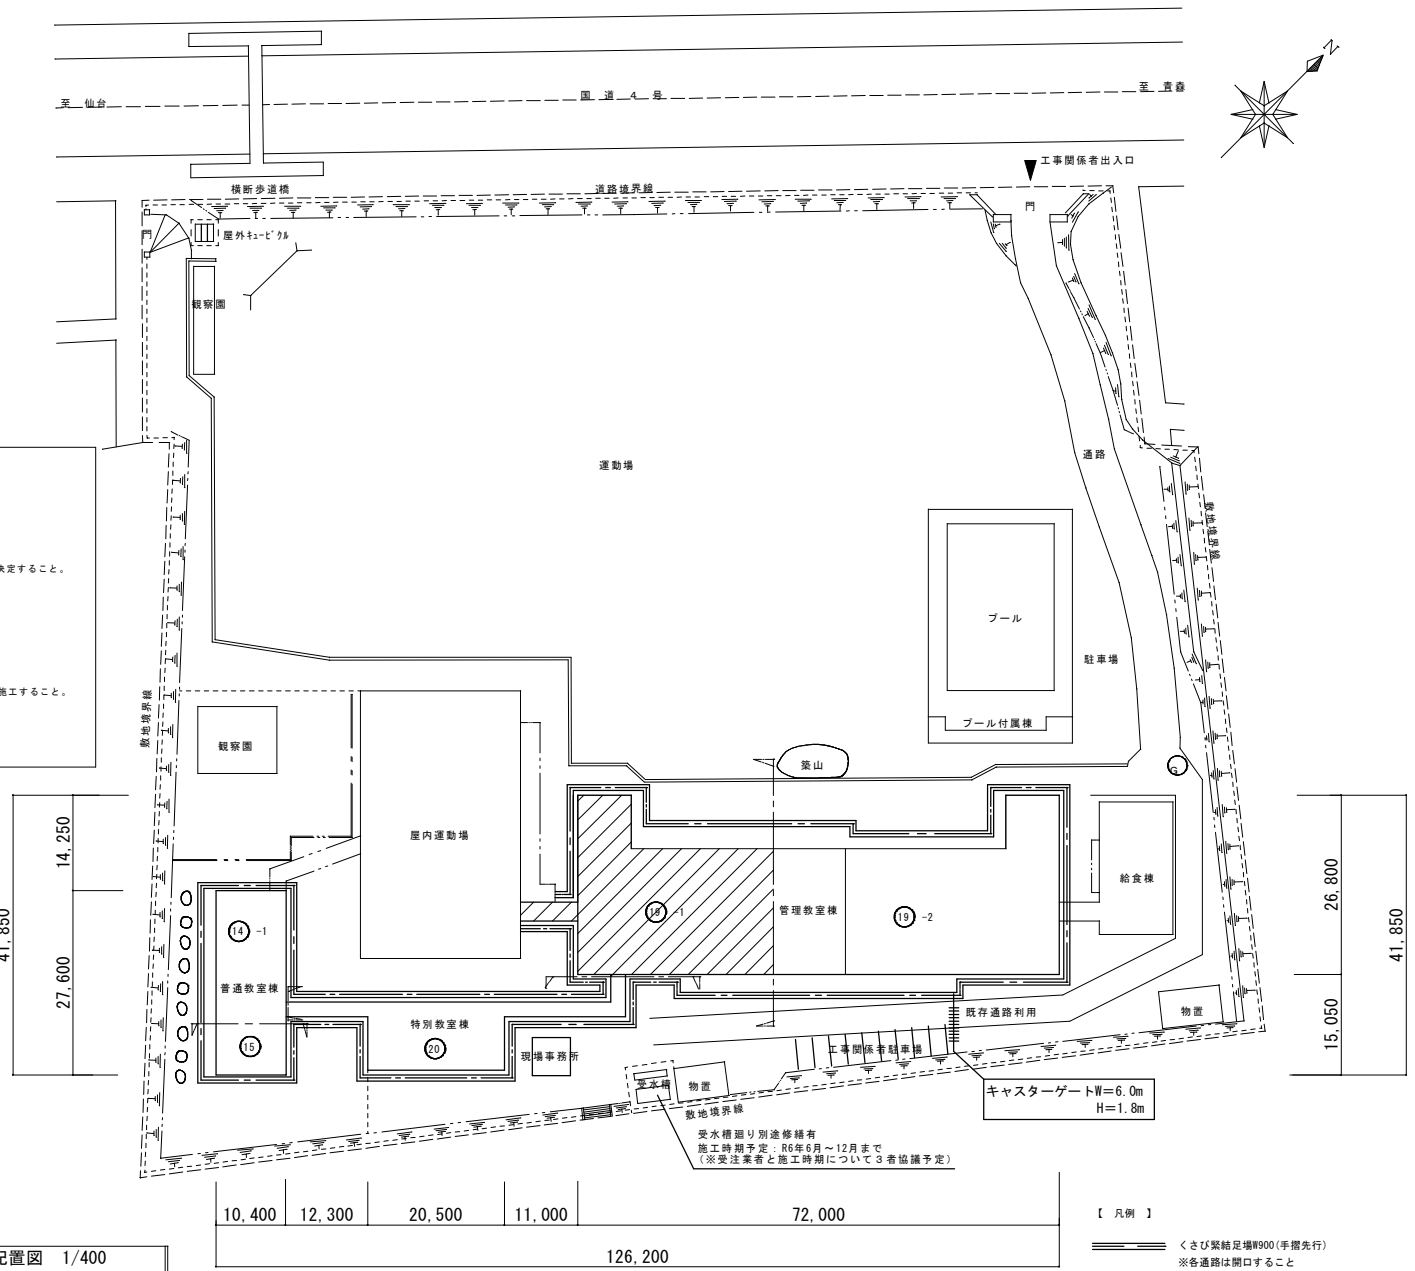 N
至 仙台
国 道 4 号
至 青森
工事関係者出入口
横断歩道橋
道路境界線
門
門
屋外キュービクル
観察園
運動場
通路
敷地境界線
決定すること。
プール
駐車場
施工すること。
敷地境界線
プール付属棟
観察園
築山
G
屋内運動場
14,250
26,800
給食棟
41,850
41,850
19 -1
管理教室棟
19 -2
14 -1
27,600
普通教室棟
15,050
既存通路利用
物置
特別教室棟
15
20
現場事務所
工事関係者駐車場
受水槽
物置
キャスターゲートW=6.0m
H=1.8m
敷地境界線
受水槽廻り別途修繕有
施工時期予定:R6年6月~12月まで
(※受注業者と施工時期について3者協議予定)
10,400
12,300
20,500
11,000
72,000
【 凡例 】
126,200
くさび緊結足場W900(手摺先行)
※各通路は開口すること
配置図 1/400